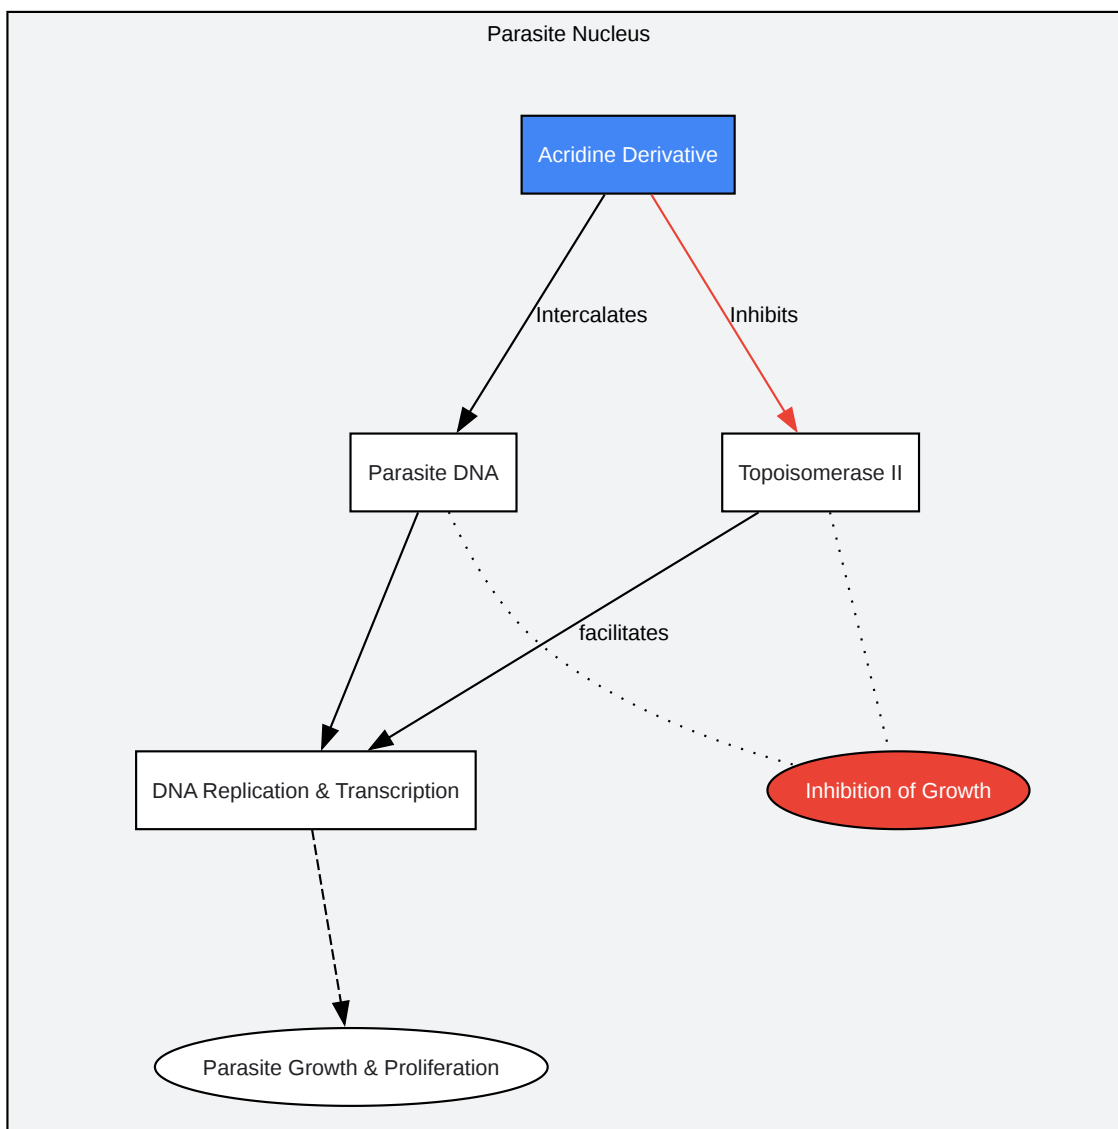 Parasite Nucleus
Acridine Derivative
Intercalates
Inhibits
Parasite DNA
Topoisomerase II
facilitates
DNA Replication & Transcription
Inhibition of Growth
Parasite Growth & Proliferation